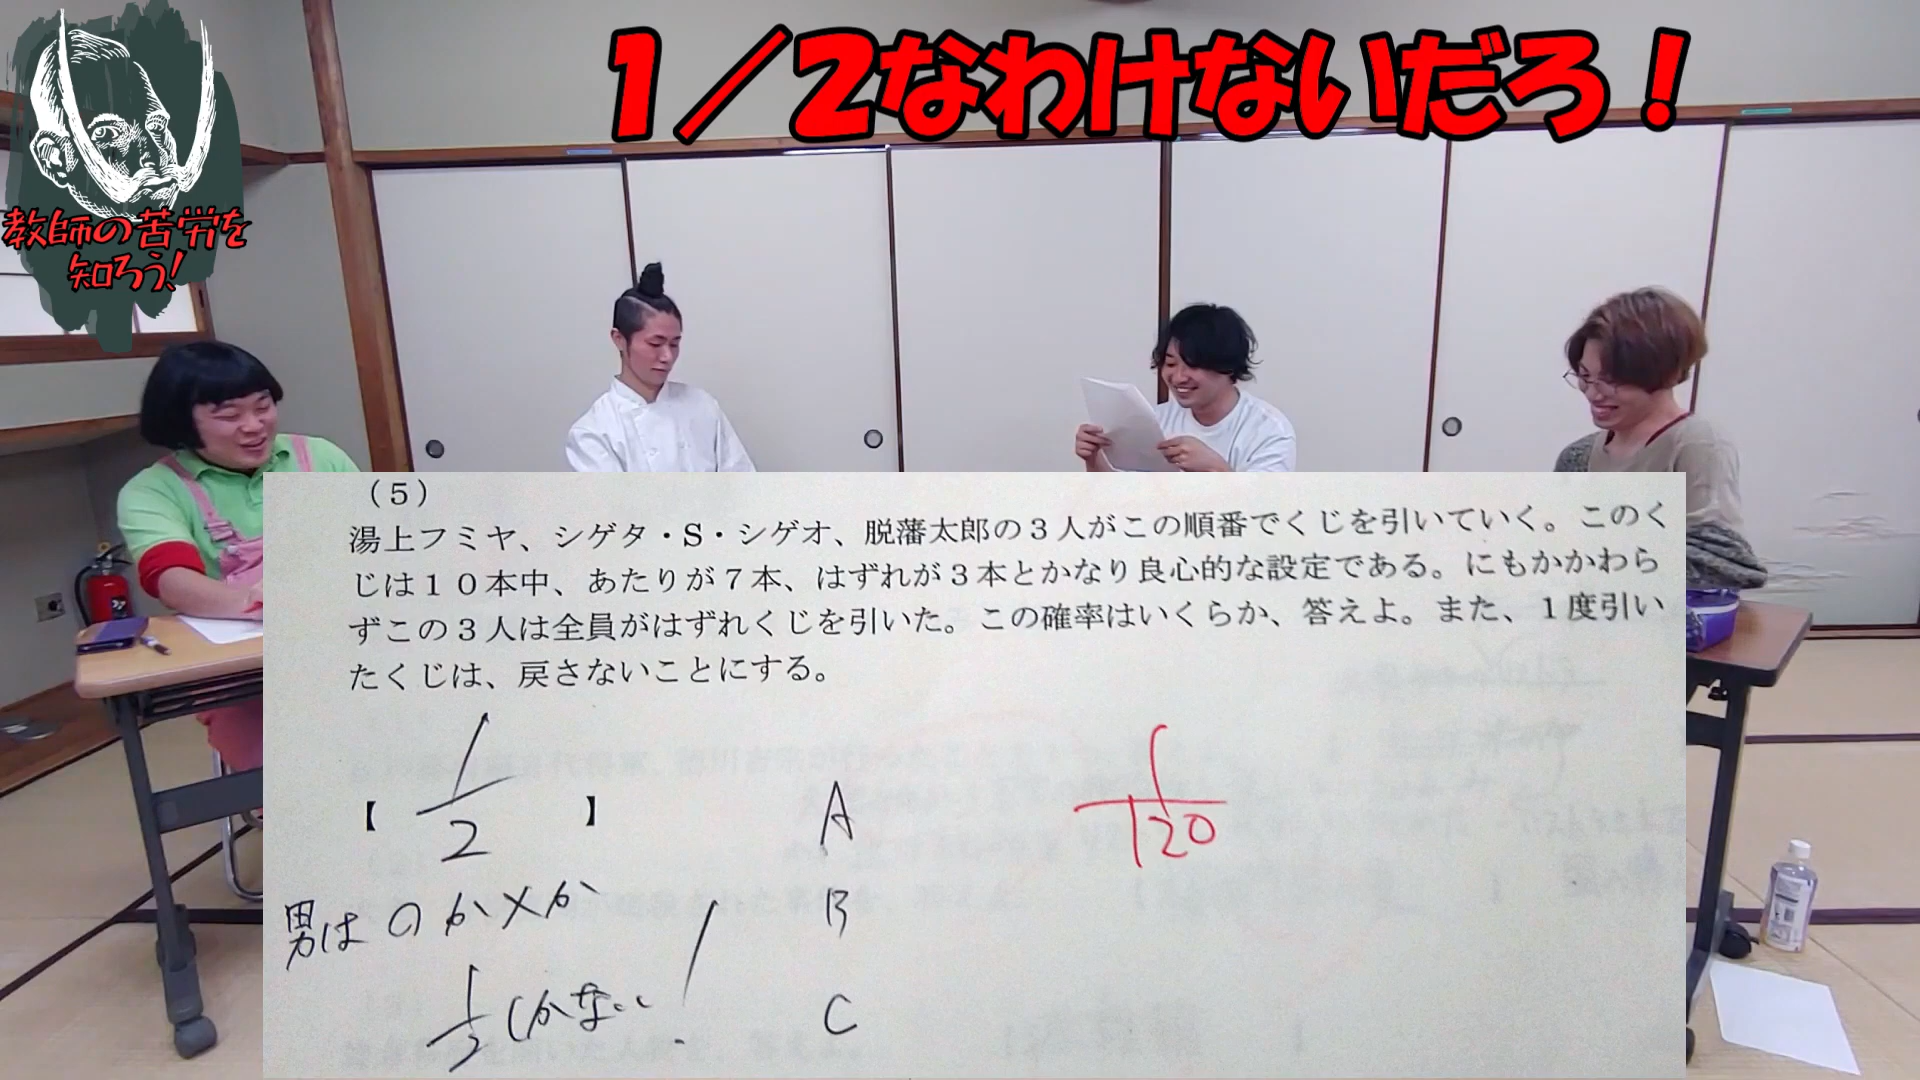 1／2なわけないだろ！
教師の苦労を
知ろう！
（5）
湯上フミヤ、シゲタ・S・シゲオ、脱藩太郎の3人がこの順番でくじを引いていく。このく
じは10本中、あたりが7本、はずれが3本とかなり良心的な設定である。にもかかわら
ずこの3人は全員がはずれくじを引いた。この確率はいくらか、答えよ。また、1度引い
たくじは、戻さないことにする。
【 1/2 】
A
1/120
男は のか×か
B
1/2 しかない！
C